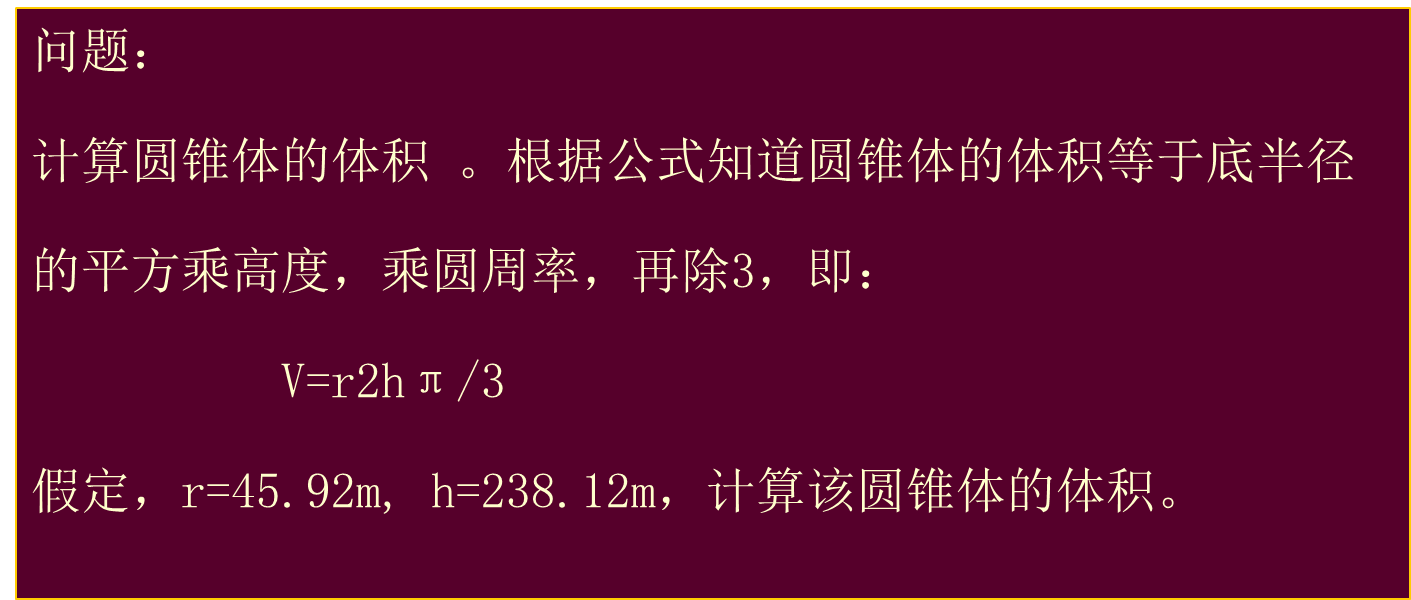 问题：
计算圆锥体的体积 。根据公式知道圆锥体的体积等于底半径
的平方乘高度，乘圆周率，再除3，即：
V=r2hπ/3
假定，r=45.92m, h=238.12m，计算该圆锥体的体积。